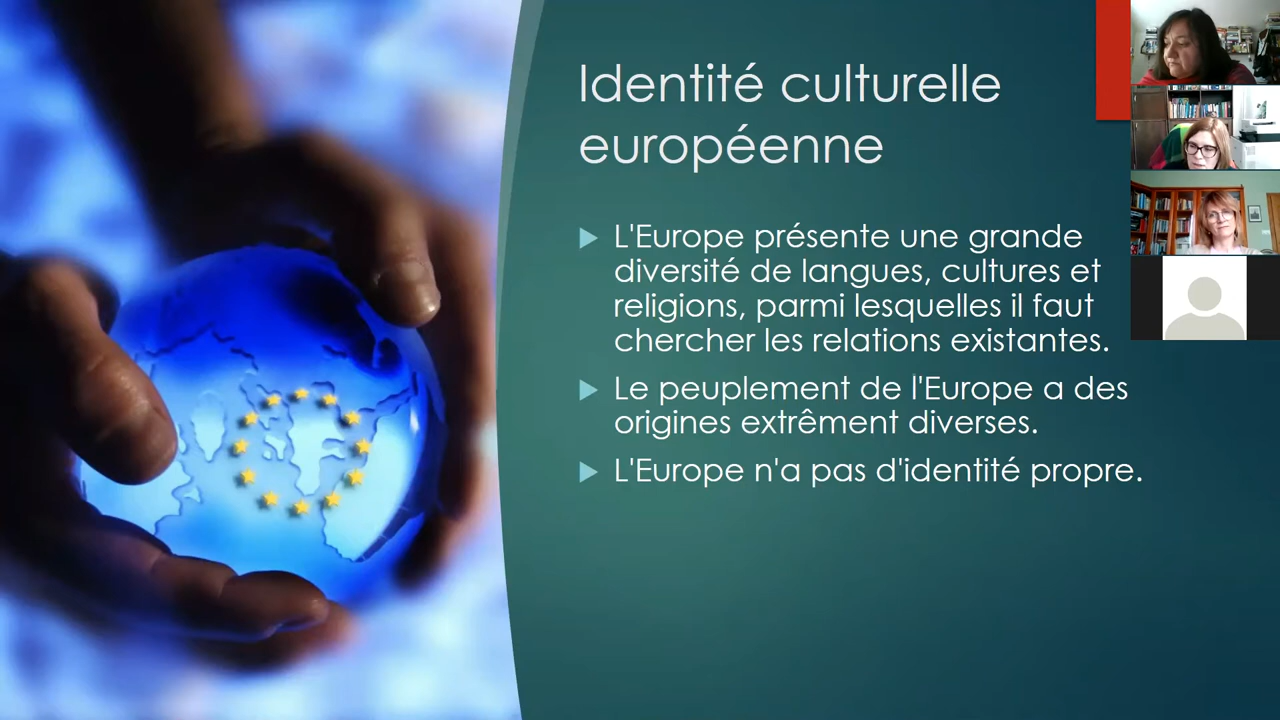 Identité culturelle
européenne
L'Europe présente une grande
diversité de langues, cultures et
religions, parmi lesquelles il faut
chercher les relations existantes.
Le peuplement de l'Europe a des
origines extrêment diverses.
L'Europe n'a pas d'identité propre.